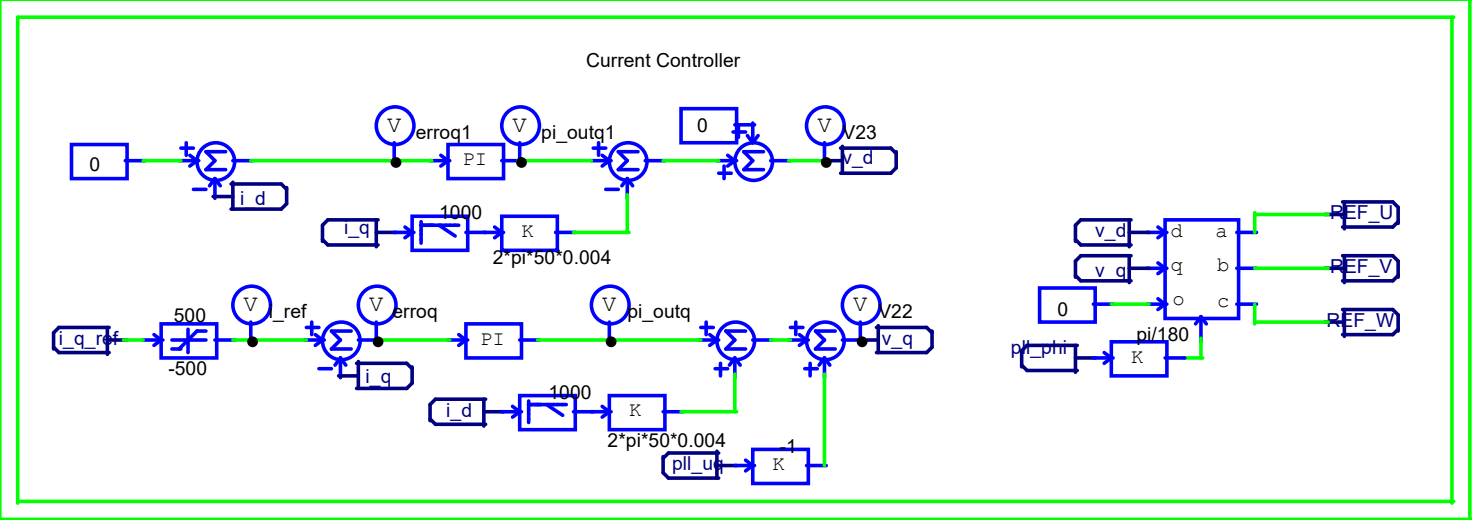 Current Controller
0
Σ
i_d
V
erroq1
PI
V
pi_outq1
Σ
0
Σ
V
V23
v_d
i_q
1000
K
2*pi*50*0.004
i_q_ref
500
-500
V
i_ref
Σ
i_q
V
erroq
PI
V
pi_outq
Σ
Σ
V
V22
v_q
i_d
1000
K
2*pi*50*0.004
pll_uq
-1
K
v_d
v_q
0
d a
q b
o c
REF_U
REF_V
REF_W
pll_phi
pi/180
K